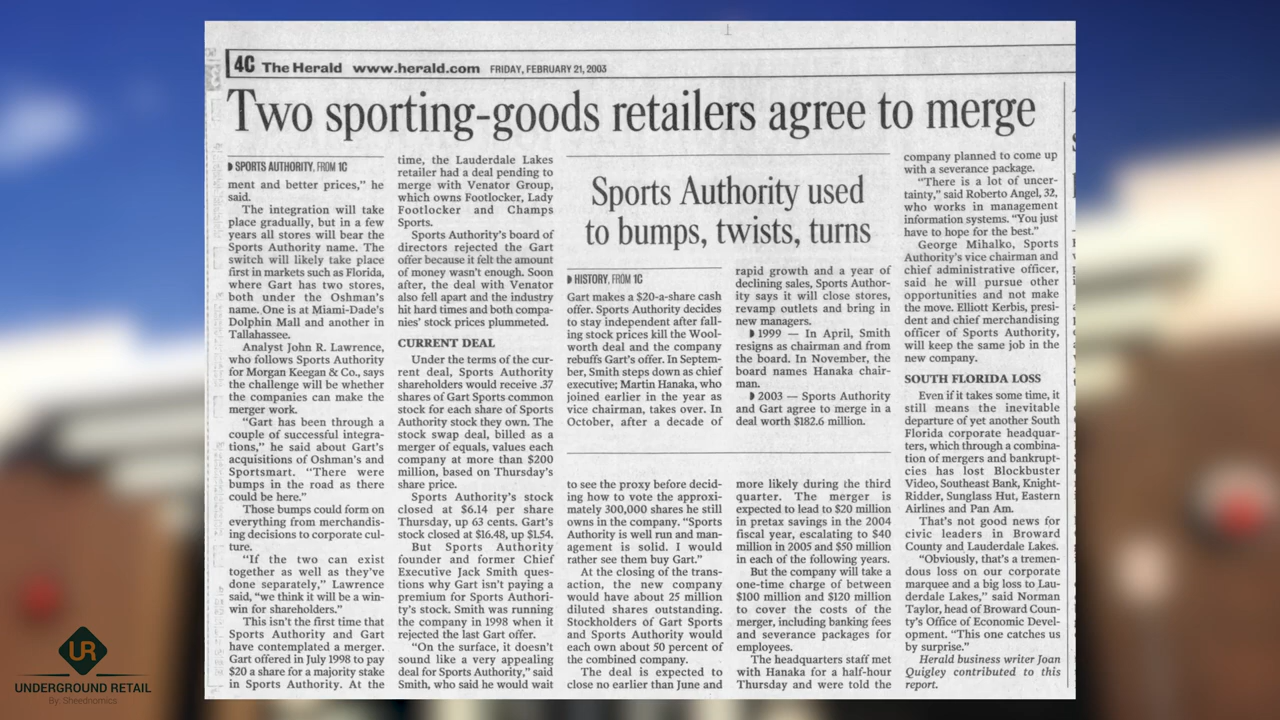 4C The Herald www.herald.com FRIDAY, FEBRUARY 21, 2003
Two sporting-goods retailers agree to merge
SPORTS AUTHORITY, FROM 1C
ment and better prices,” he
said.
The integration will take
place gradually, but in a few
years all stores will bear the
Sports Authority name. The
switch will likely take place
first in markets such as Florida,
where Gart has two stores,
both under the Oshman's
name. One is at Miami-Dade's
Dolphin Mall and another in
Tallahassee.
Analyst John R. Lawrence,
who follows Sports Authority
for Morgan Keegan & Co., says
the challenge will be whether
the companies can make the
merger work.
“Gart has been through a
couple of successful integra-
tions,” he said about Gart's
acquisitions of Oshman's and
Sportsmart. “There were
bumps in the road as there
could be here.”
Those bumps could form on
everything from merchandis-
ing decisions to corporate cul-
ture.
“If the two can exist
together as well as they've
done separately,” Lawrence
said, “we think it will be a win-
win for shareholders.”
This isn't the first time that
Sports Authority and Gart
have contemplated a merger.
Gart offered in July 1998 to pay
$20 a share for a majority stake
in Sports Authority. At the
time, the Lauderdale Lakes
retailer had a deal pending to
merge with Venator Group,
which owns Footlocker, Lady
Footlocker and Champs
Sports.
Sports Authority's board of
directors rejected the Gart
offer because it felt the amount
of money wasn't enough. Soon
after, the deal with Venator
also fell apart and the industry
hit hard times and both compa-
nies' stock prices plummeted.
CURRENT DEAL
Under the terms of the cur-
rent deal, Sports Authority
shareholders would receive .37
shares of Gart Sports common
stock for each share of Sports
Authority stock they own. The
stock swap deal, billed as a
merger of equals, values each
company at more than $200
million, based on Thursday's
share price.
Sports Authority's stock
closed at $6.14 per share
Thursday, up 63 cents. Gart's
stock closed at $16.48, up $1.54.
But Sports Authority
founder and former Chief
Executive Jack Smith ques-
tions why Gart isn't paying a
premium for Sports Authori-
ty's stock. Smith was running
the company in 1998 when it
rejected the last Gart offer.
“On the surface, it doesn't
sound like a very appealing
deal for Sports Authority,” said
Smith, who said he would wait
Sports Authority used
to bumps, twists, turns
HISTORY, FROM 1C
Gart makes a $20-a-share cash
offer. Sports Authority decides
to stay independent after fall-
ing stock prices kill the Wool-
worth deal and the company
rebuffs Gart's offer. In Septem-
ber, Smith steps down as chief
executive; Martin Hanaka, who
joined earlier in the year as
vice chairman, takes over. In
October, after a decade of
rapid growth and a year of
declining sales, Sports Author-
ity says it will close stores,
revamp outlets and bring in
new managers.
1999 — In April, Smith
resigns as chairman and from
the board. In November, the
board names Hanaka chair-
man.
2003 — Sports Authority
and Gart agree to merge in a
deal worth $182.6 million.
to see the proxy before decid-
ing how to vote the approxi-
mately 300,000 shares he still
owns in the company. “Sports
Authority is well run and man-
agement is solid. I would
rather see them buy Gart.”
At the closing of the trans-
action, the new company
would have about 25 million
diluted shares outstanding.
Stockholders of Gart Sports
and Sports Authority would
each own about 50 percent of
the combined company.
The deal is expected to
close no earlier than June and
more likely during the third
quarter. The merger is
expected to lead to $20 million
in pretax savings in the 2004
fiscal year, escalating to $40
million in 2005 and $50 million
in each of the following years.
But the company will take a
one-time charge of between
$100 million and $120 million
to cover the costs of the
merger, including banking fees
and severance packages for
employees.
The headquarters staff met
with Hanaka for a half-hour
Thursday and were told the
company planned to come up
with a severance package.
“There is a lot of uncer-
tainty,” said Roberto Angel, 32,
who works in management
information systems. “You just
have to hope for the best.”
George Mihalko, Sports
Authority's vice chairman and
chief administrative officer,
said he will pursue other
opportunities and not make
the move. Elliott Kerbis, presi-
dent and chief merchandising
officer of Sports Authority,
will keep the same job in the
new company.
SOUTH FLORIDA LOSS
Even if it takes some time, it
still means the inevitable
departure of yet another South
Florida corporate headquar-
ters, which through a combina-
tion of mergers and bankrupt-
cies has lost Blockbuster
Video, Southeast Bank, Knight-
Ridder, Sunglass Hut, Eastern
Airlines and Pan Am.
That's not good news for
civic leaders in Broward
County and Lauderdale Lakes.
“Obviously, that's a tremen-
dous loss on our corporate
marquee and a big loss to Lau-
derdale Lakes,” said Norman
Taylor, head of Broward Coun-
ty's Office of Economic Devel-
opment. “This one catches us
by surprise.”
Herald business writer Joan
Quigley contributed to this
report.
UR
UNDERGROUND RETAIL
By: Sheednomics